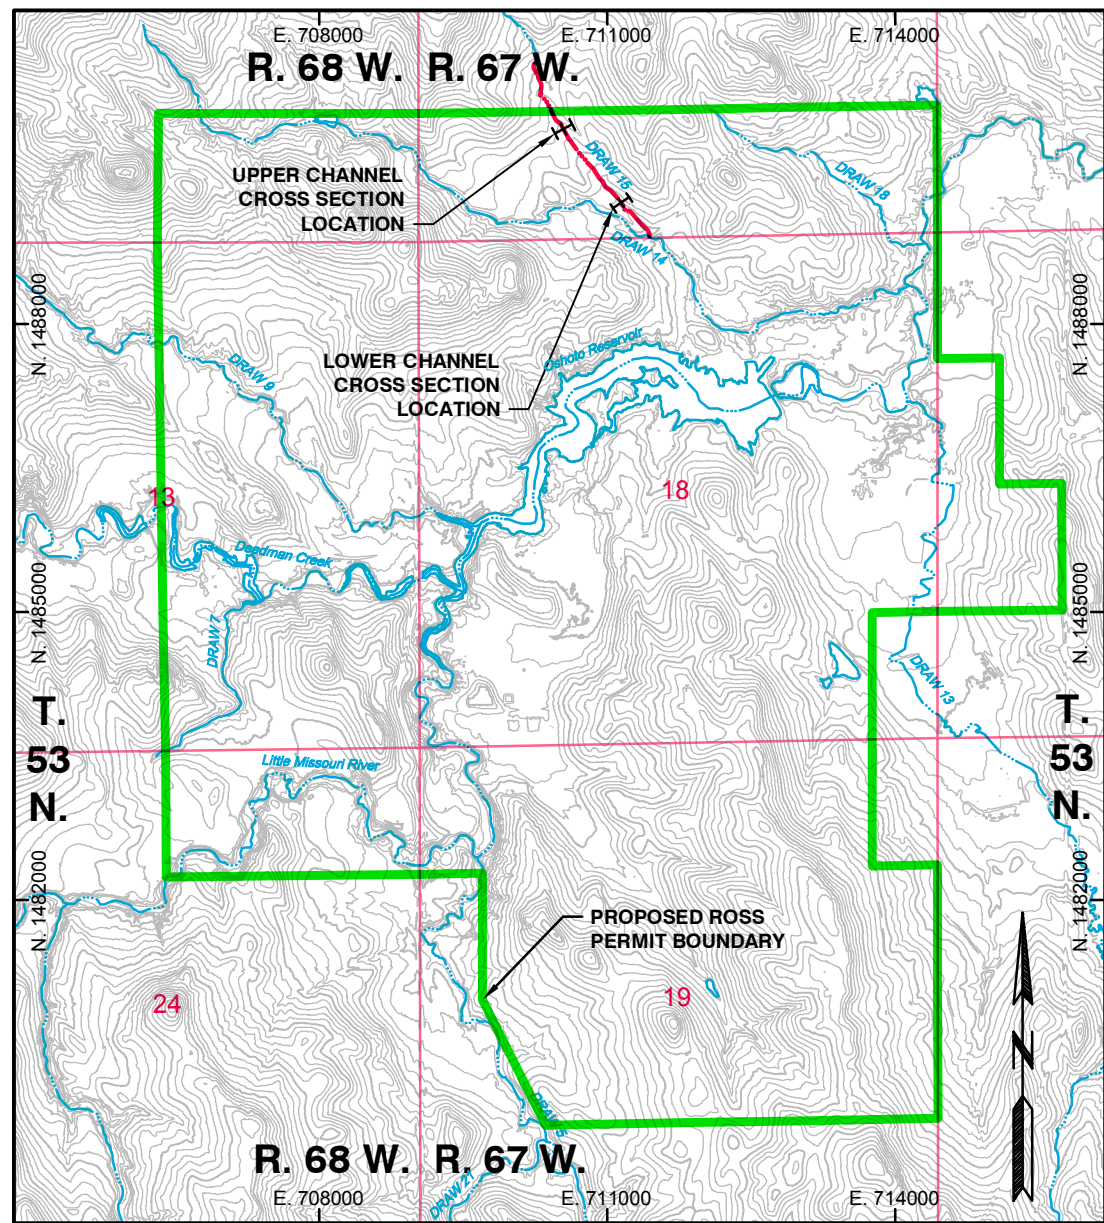 E. 708000
E. 711000
E. 714000
R. 68 W.
R. 67 W.
DRAW 15
UPPER CHANNEL
CROSS SECTION
LOCATION
DRAW 18
DRAW 14
N. 1488000
N. 1488000
Oshoto Reservoir
LOWER CHANNEL
CROSS SECTION
LOCATION
DRAW 9
13
18
Deadman Creek
N. 1485000
N. 1485000
DRAW 7
DRAW 13
T.
53
N.
T.
53
N.
Little Missouri River
N. 1482000
N. 1482000
PROPOSED ROSS
PERMIT BOUNDARY
24
19
N
R. 68 W.
R. 67 W.
DRAW 21
E. 708000
E. 711000
E. 714000